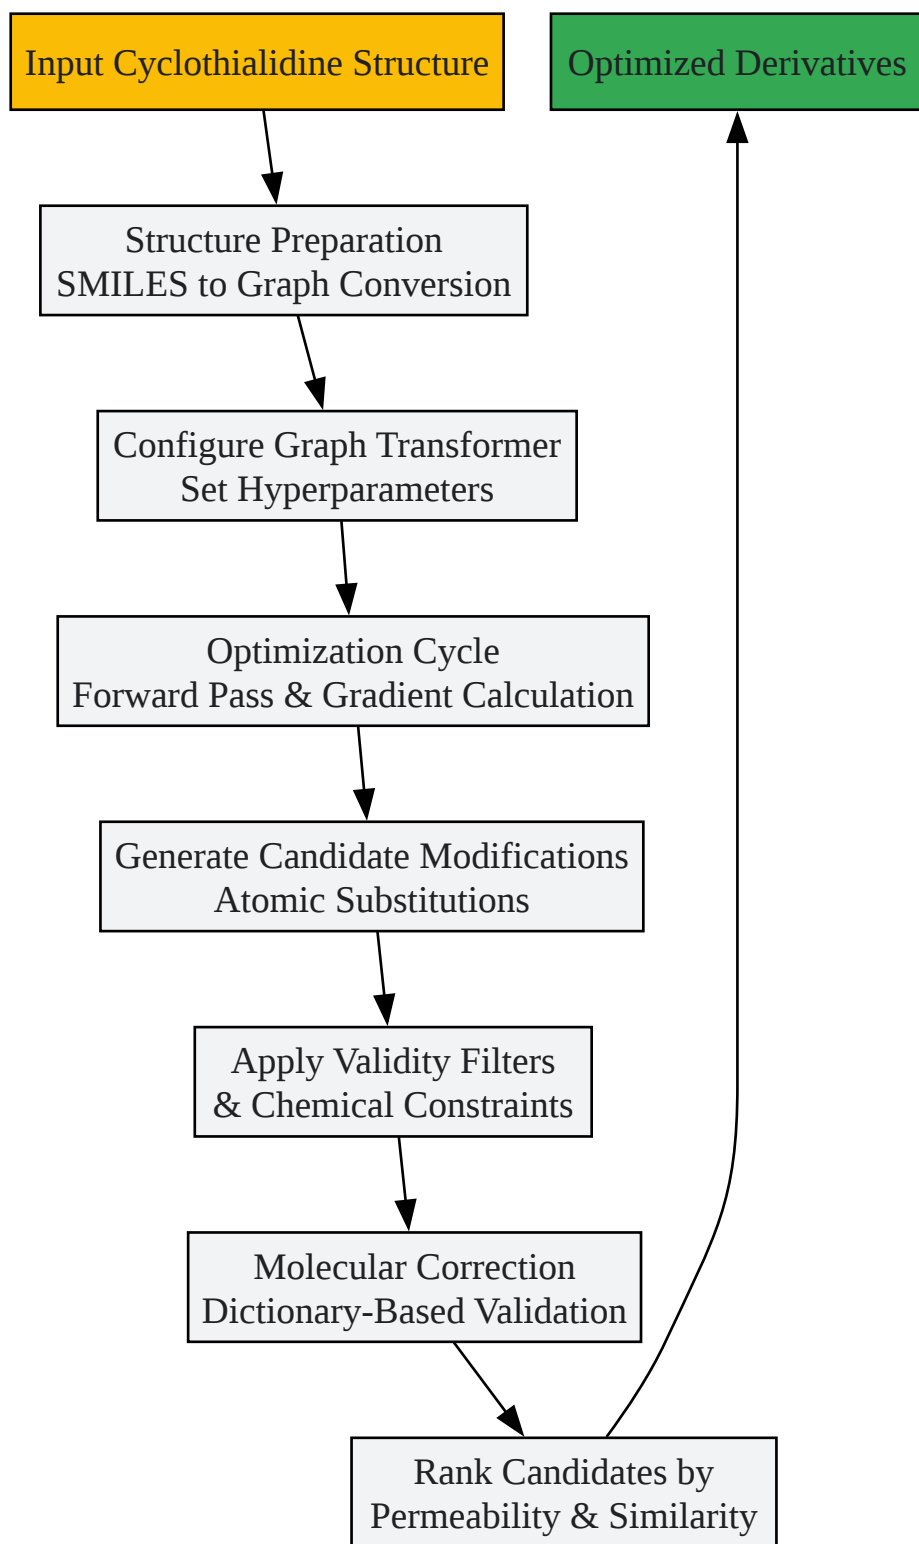 Input Cyclothialidine Structure
Optimized Derivatives
Structure Preparation
SMILES to Graph Conversion
Configure Graph Transformer
Set Hyperparameters
Optimization Cycle
Forward Pass & Gradient Calculation
Generate Candidate Modifications
Atomic Substitutions
Apply Validity Filters
& Chemical Constraints
Molecular Correction
Dictionary-Based Validation
Rank Candidates by
Permeability & Similarity